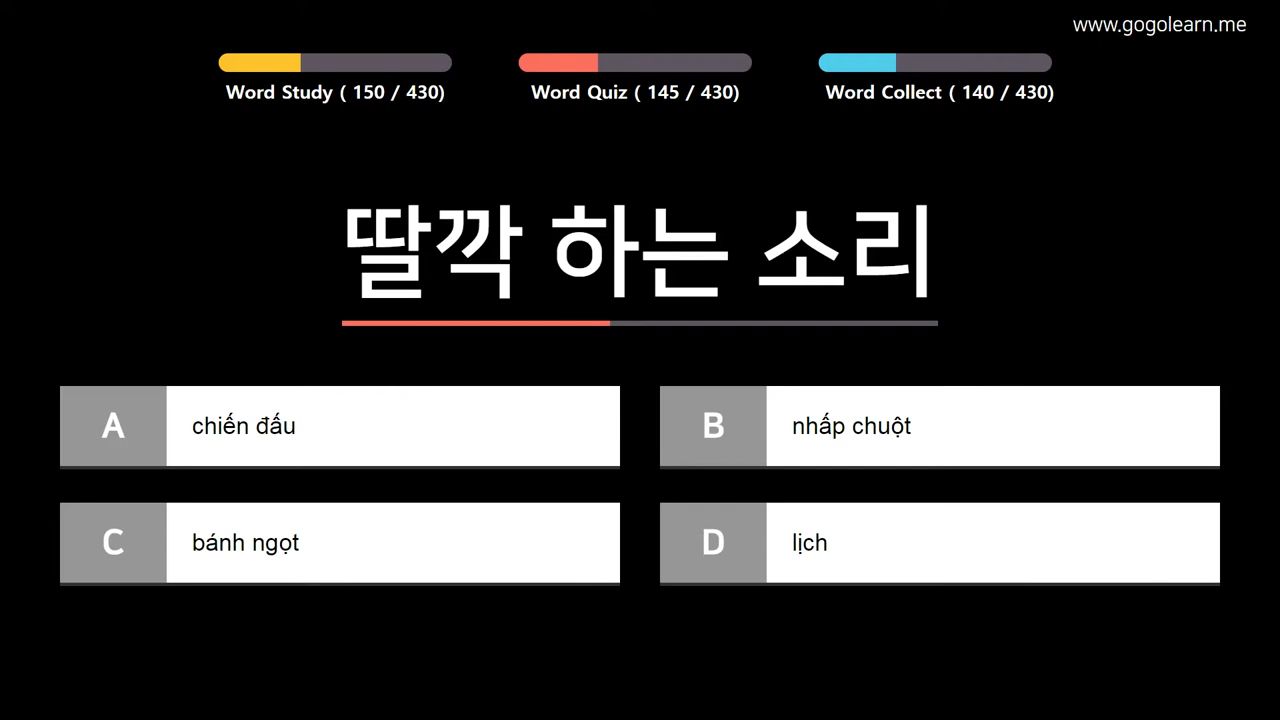 www.gogolearn.me
Word Study ( 150 / 430)
Word Quiz ( 145 / 430)
Word Collect ( 140 / 430)
딸깍 하는 소리
A chiến đấu
B nhấp chuột
C bánh ngọt
D lịch